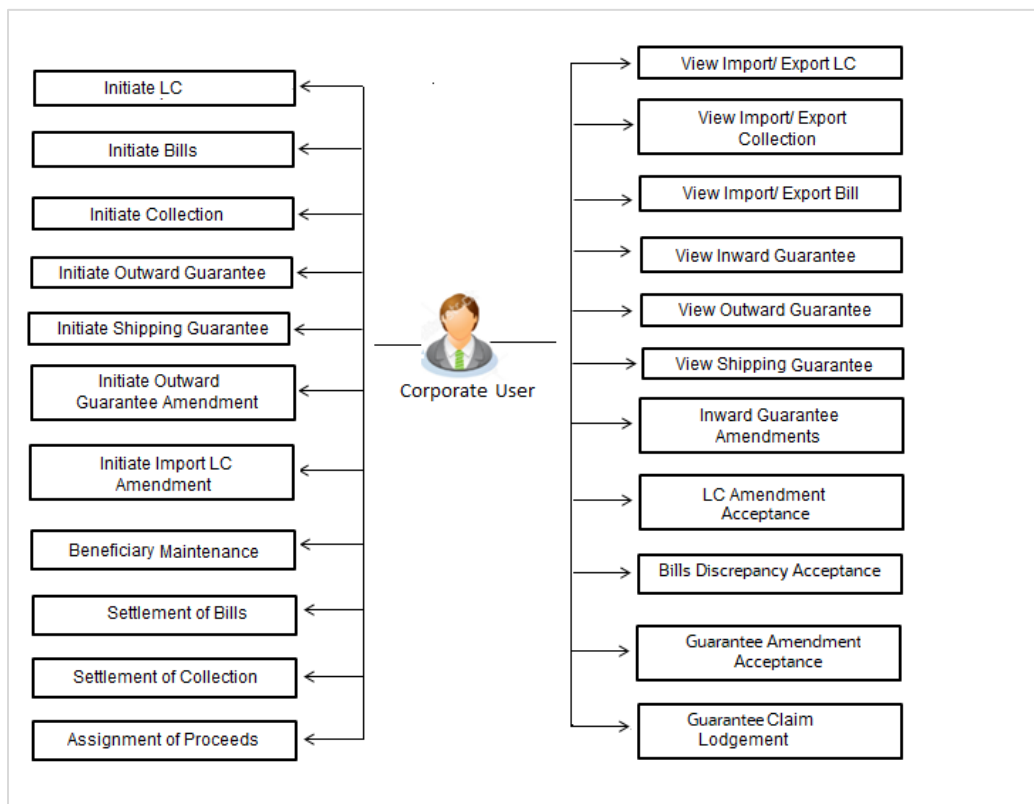 Initiate LC
Initiate Bills
Initiate Collection
Initiate Outward Guarantee
Initiate Shipping Guarantee
Initiate Outward
Guarantee Amendment
Initiate Import LC
Amendment
Beneficiary Maintenance
Settlement of Bills
Settlement of Collection
Assignment of Proceeds
Corporate User
View Import/ Export LC
View Import/ Export
Collection
View Import/ Export Bill
View Inward Guarantee
View Outward Guarantee
View Shipping Guarantee
Inward Guarantee
Amendments
LC Amendment
Acceptance
Bills Discrepancy Acceptance
Guarantee Amendment
Acceptance
Guarantee Claim
Lodgement